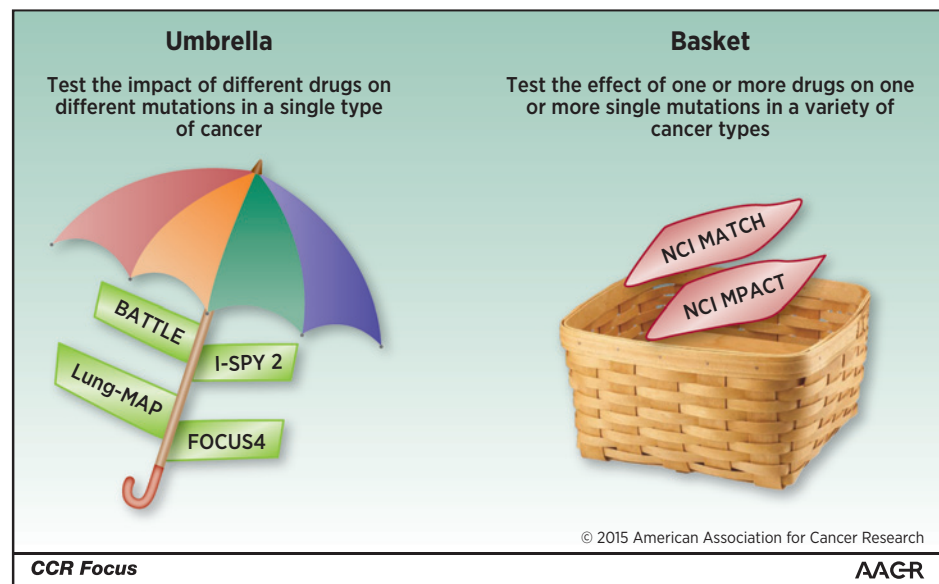 Umbrella
Test the impact of different drugs on
different mutations in a single type
of cancer
BATTLE
I-SPY 2
Lung-MAP
FOCUS4
Basket
Test the effect of one or more drugs on one
or more single mutations in a variety of
cancer types
NCI MATCH
NCI MPACT
© 2015 American Association for Cancer Research
CCR Focus
AACR